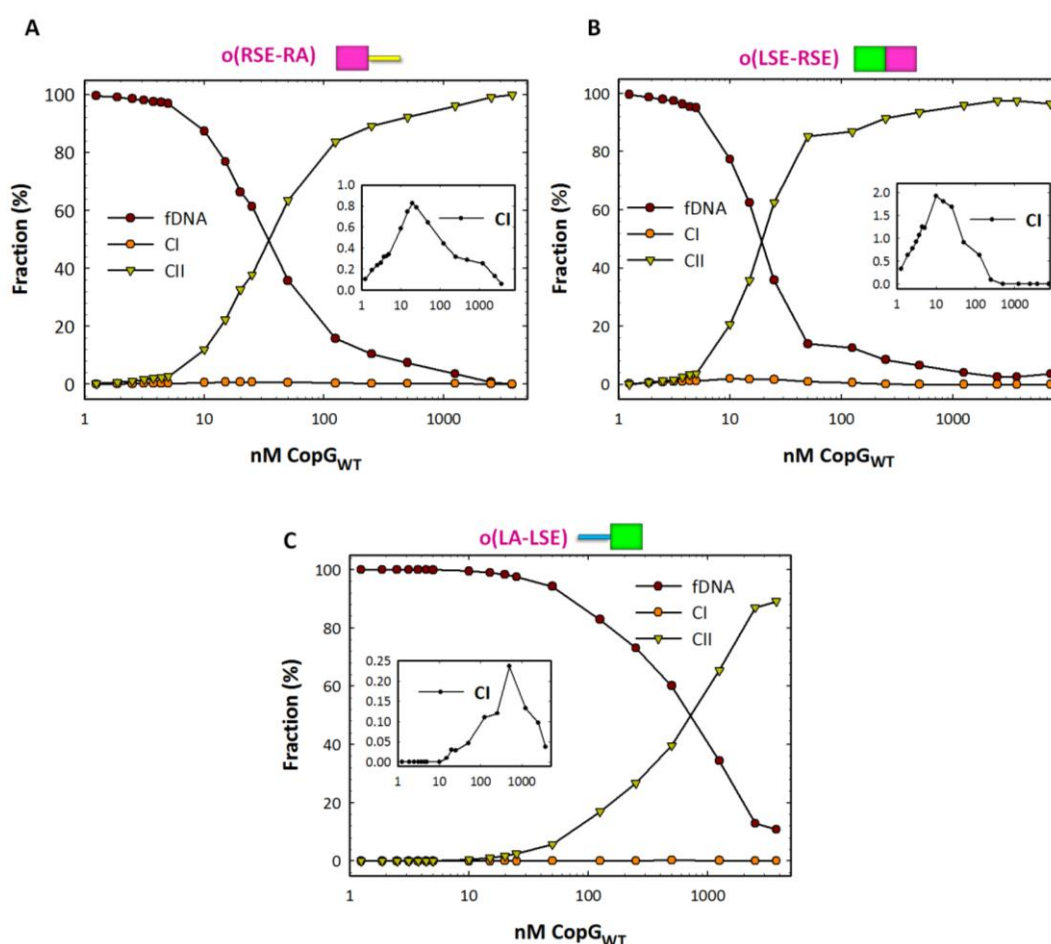 A
o(RSE-RA)
100
80
60
40
20
0
Fraction (%)
fDNA
CI
CII
1.0
0.8
0.6
0.4
0.2
0.0
CI
1 10 100 1000
1 10 100 1000
nM CopGWT
B
o(LSE-RSE)
100
80
60
40
20
0
Fraction (%)
fDNA
CI
CII
2.0
1.5
1.0
0.5
0.0
CI
1 10 100 1000
1 10 100 1000
nM CopGWT
C
o(LA-LSE)
100
80
60
40
20
0
Fraction (%)
fDNA
CI
CII
0.25
0.20
0.15
0.10
0.05
0.00
CI
1 10 100 1000
1 10 100 1000
nM CopGWT